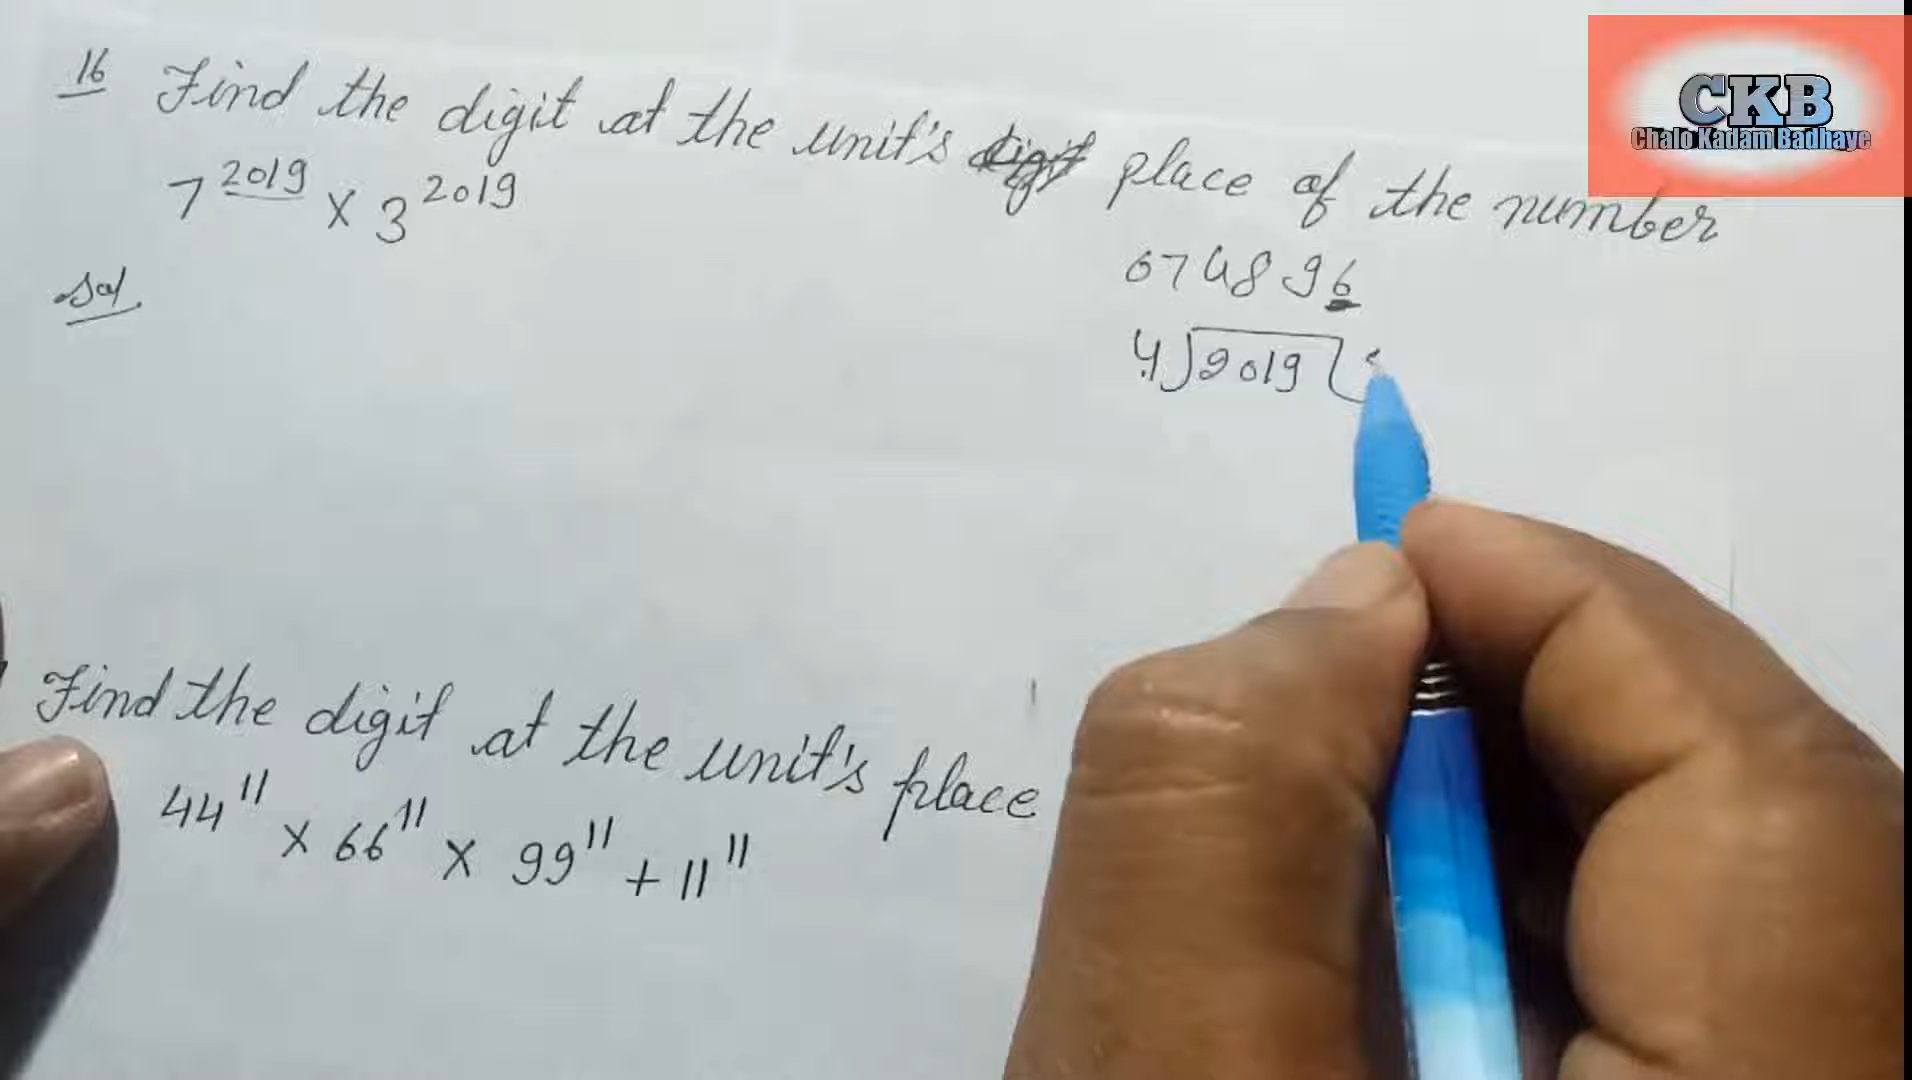 16 Find the digit at the unit's digit place of the number
7^2019 x 3^2019
Sol.
674896
4)2019(
Find the digit at the unit's place
44^11 x 66^11 x 99^11 + 11^11
CKB
Chalo Kadam Badhaye